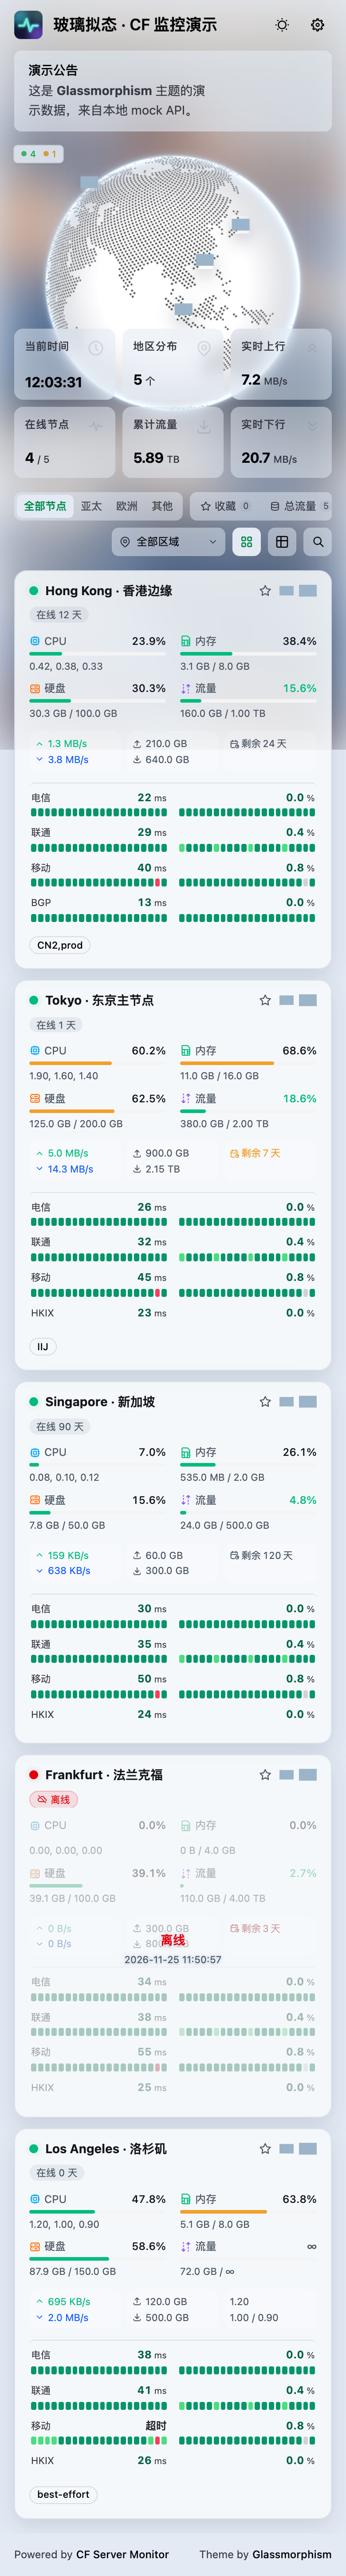 玻璃拟态 · CF 监控演示
演示公告
这是 Glassmorphism 主题的演
示数据，来自本地 mock API。
4 1
当前时间 地区分布 实时上行
12:03:31 5 个 7.2 MB/s
在线节点 累计流量 实时下行
4 / 5 5.89 TB 20.7 MB/s
全部节点 亚太 欧洲 其他 收藏 0 总流量 5
全部区域
Hong Kong · 香港边缘
在线 12 天
CPU 23.9% 内存 38.4%
0.42, 0.38, 0.33 3.1 GB / 8.0 GB
硬盘 30.3% 流量 15.6%
30.3 GB / 100.0 GB 160.0 GB / 1.00 TB
1.3 MB/s 210.0 GB 剩余 24 天
3.8 MB/s 640.0 GB
电信 22 ms 0.0 %
联通 29 ms 0.4 %
移动 40 ms 0.8 %
BGP 13 ms 0.0 %
CN2,prod
Tokyo · 东京主节点
在线 1 天
CPU 60.2% 内存 68.6%
1.90, 1.60, 1.40 11.0 GB / 16.0 GB
硬盘 62.5% 流量 18.6%
125.0 GB / 200.0 GB 380.0 GB / 2.00 TB
5.0 MB/s 900.0 GB 剩余 7 天
14.3 MB/s 2.15 TB
电信 26 ms 0.0 %
联通 32 ms 0.4 %
移动 45 ms 0.8 %
HKIX 23 ms 0.0 %
IIJ
Singapore · 新加坡
在线 90 天
CPU 7.0% 内存 26.1%
0.08, 0.10, 0.12 535.0 MB / 2.0 GB
硬盘 15.6% 流量 4.8%
7.8 GB / 50.0 GB 24.0 GB / 500.0 GB
159 KB/s 60.0 GB 剩余 120 天
638 KB/s 300.0 GB
电信 30 ms 0.0 %
联通 35 ms 0.4 %
移动 50 ms 0.8 %
HKIX 24 ms 0.0 %
Frankfurt · 法兰克福
离线
CPU 0.0% 内存 0.0%
0.00, 0.00, 0.00 0 B / 4.0 GB
硬盘 39.1% 流量 2.7%
39.1 GB / 100.0 GB 110.0 GB / 4.00 TB
0 B/s 300.0 GB 剩余 3 天
离线
0 B/s
2026-11-25 11:50:57
电信 34 ms 0.0 %
联通 38 ms 0.4 %
移动 55 ms 0.8 %
HKIX 25 ms 0.0 %
Los Angeles · 洛杉矶
在线 0 天
CPU 47.8% 内存 63.8%
1.20, 1.00, 0.90 5.1 GB / 8.0 GB
硬盘 58.6% 流量 ∞
87.9 GB / 150.0 GB 72.0 GB / ∞
695 KB/s 120.0 GB 1.20
2.0 MB/s 500.0 GB 1.00 / 0.90
电信 38 ms 0.0 %
联通 41 ms 0.4 %
移动 超时 0.8 %
HKIX 26 ms 0.0 %
best-effort
Powered by CF Server Monitor Theme by Glassmorphism